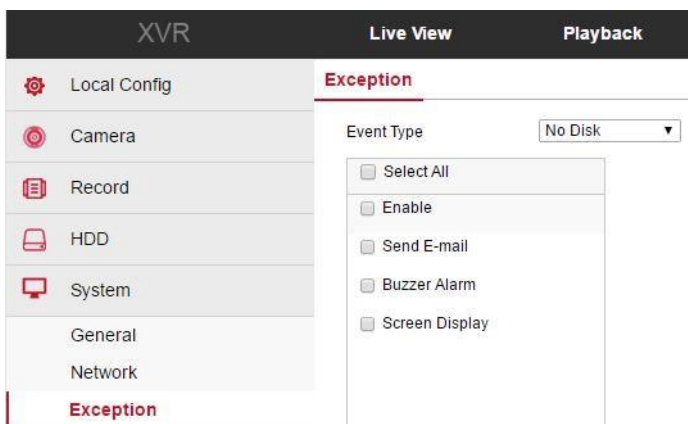 XVR Live View Playback
Local Config
Camera
Record
HDD
System
General
Network
Exception
Exception
Event Type No Disk
Select All
Enable
Send E-mail
Buzzer Alarm
Screen Display